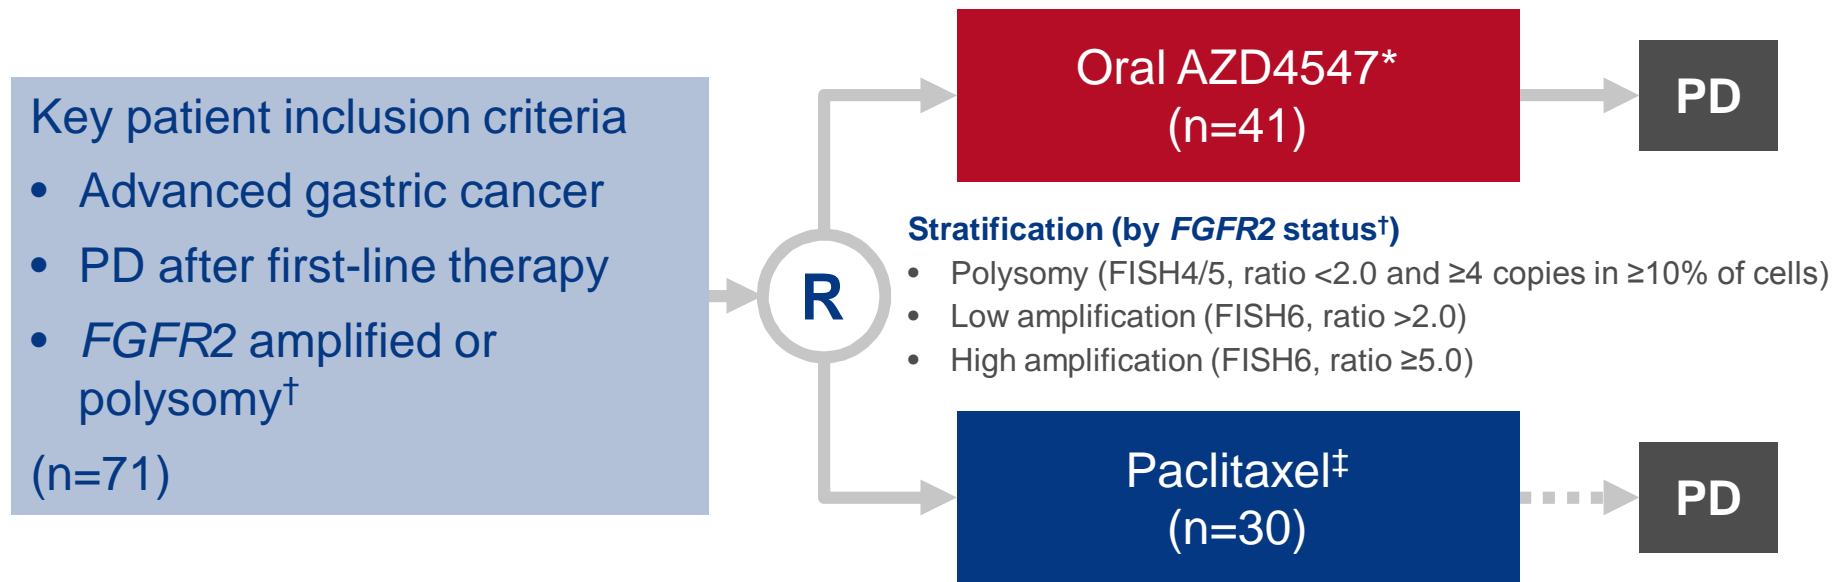 Key patient inclusion criteria
• Advanced gastric cancer
• PD after first-line therapy
• FGFR2 amplified or
polysomy†
(n=71)
R
Oral AZD4547*
(n=41)
PD
Stratification (by FGFR2 status†)
• Polysomy (FISH4/5, ratio <2.0 and ≥4 copies in ≥10% of cells)
• Low amplification (FISH6, ratio >2.0)
• High amplification (FISH6, ratio ≥5.0)
Paclitaxel‡
(n=30)
PD